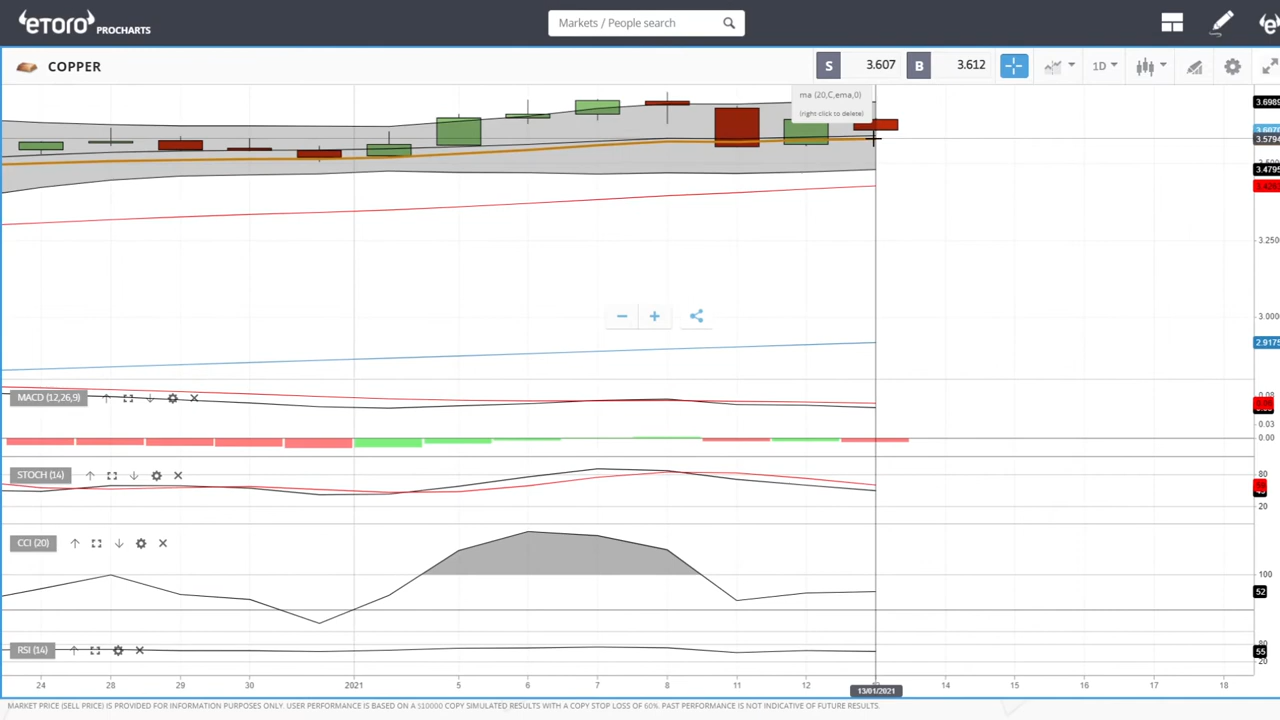 eTORO PROCHARTS
Markets / People search
COPPER
S 3.607 B 3.612
1D
ma (20,C,ema,0)
(right-click to delete)
3.6989
3.5794
3.4795
3.2500
3.0000
2.9175
MACD (12,26,9)
0.08
0.03
0.00
STOCH (14)
80
20
CCI (20)
100
52
RSI (14)
80
55
20
24 28 29 30 2021 5 6 7 8 11 12 14 15 16 17 18
13/01/2021
MARKET PRICE (SELL PRICE) IS PROVIDED FOR INFORMATION PURPOSES ONLY. USER PERFORMANCE IS BASED ON A $10000 COPY SIMULATED RESULTS WITH A COPY STOP LOSS OF 60%. PAST PERFORMANCE IS NOT INDICATIVE OF FUTURE RESULTS.